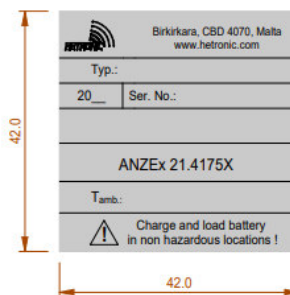 HETRONIC
Birkirkara, CBD 4070, Malta
www.hetronic.com
Typ.:
20__ Ser. No.:
ANZEx 21.4175X
Tamb.:
Charge and load battery
in non hazardous locations !
42.0
42.0